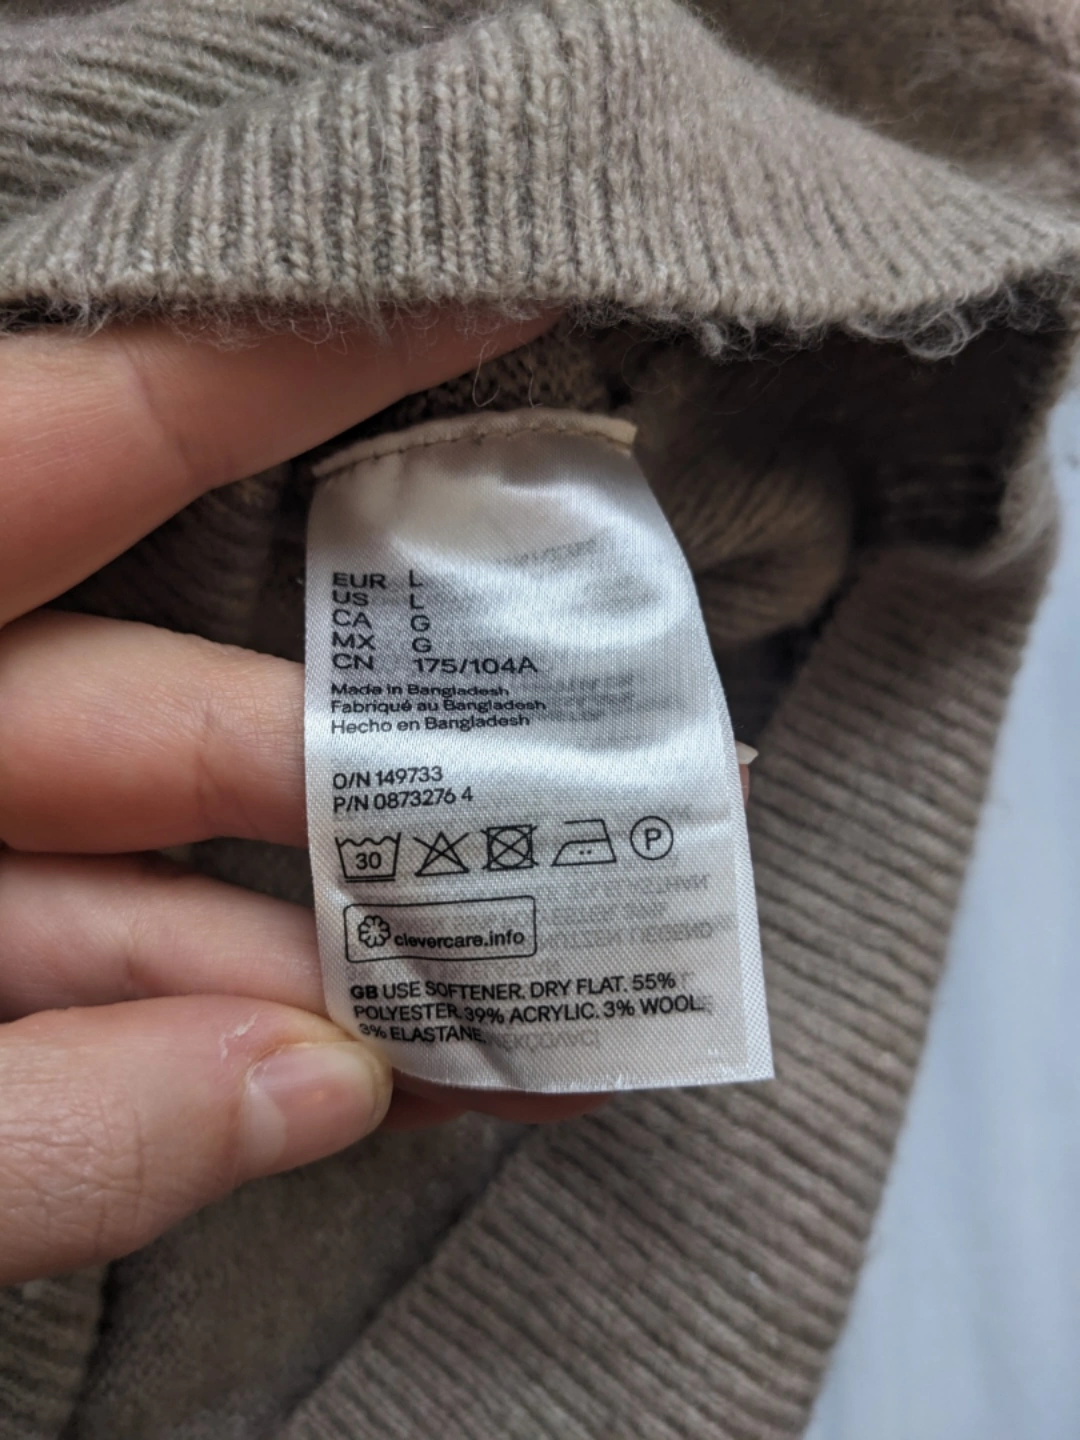 EUR L
US L
CA G
MX G
CN 175/104A
Made in Bangladesh
Fabriqué au Bangladesh
Hecho en Bangladesh
O/N 149733
P/N 0873276 4
30 P
clevercare.info
GB USE SOFTENER. DRY FLAT. 55%
POLYESTER. 39% ACRYLIC. 3% WOOL.
3% ELASTANE.